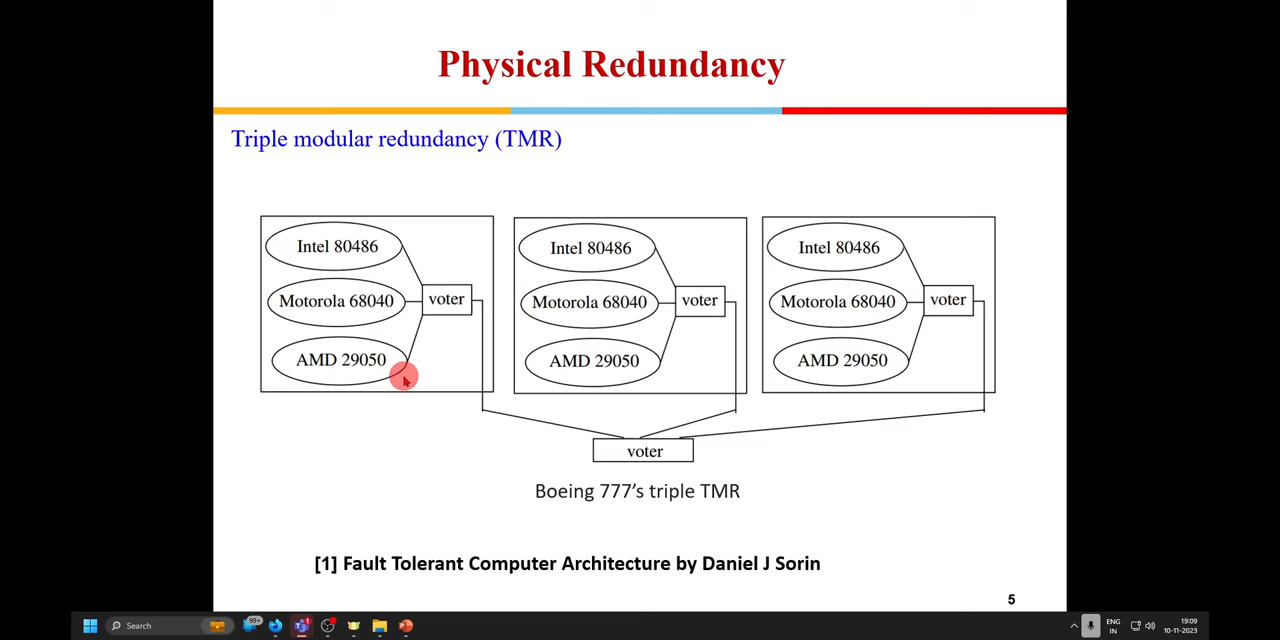 Physical Redundancy
Triple modular redundancy (TMR)
Intel 80486
Motorola 68040
AMD 29050
voter
Intel 80486
Motorola 68040
AMD 29050
voter
Intel 80486
Motorola 68040
AMD 29050
voter
voter
Boeing 777's triple TMR
[1] Fault Tolerant Computer Architecture by Daniel J Sorin
5
Search
99+
1
ENG
IN
19:09
10-11-2023